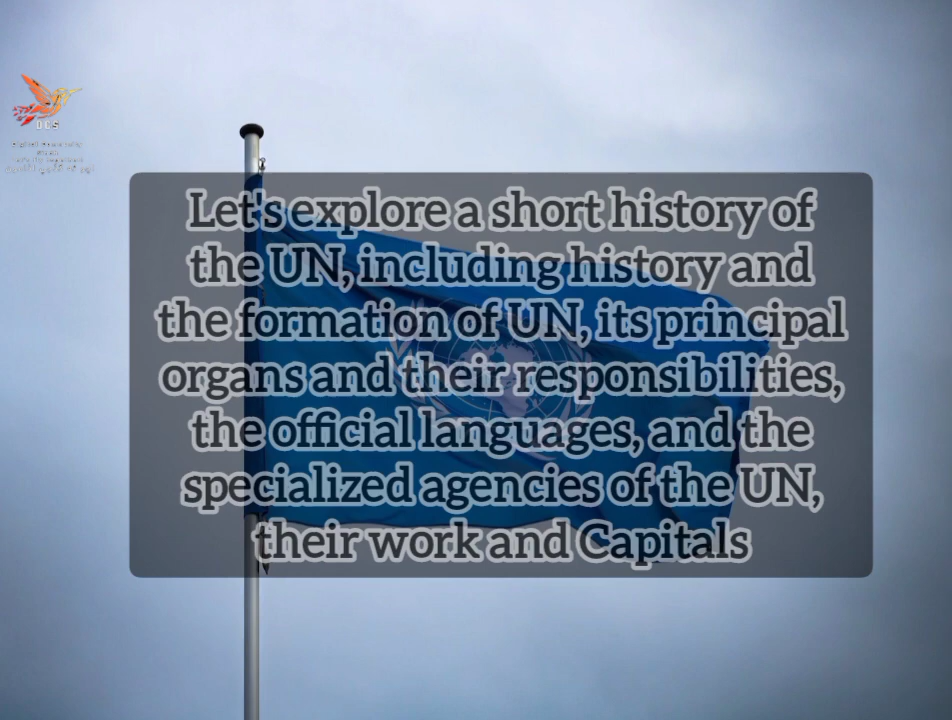 OCS
Let's explore a short history of
the UN, including history and
the formation of UN, its principal
organs and their responsibilities,
the official languages, and the
specialized agencies of the UN,
their work and Capitals